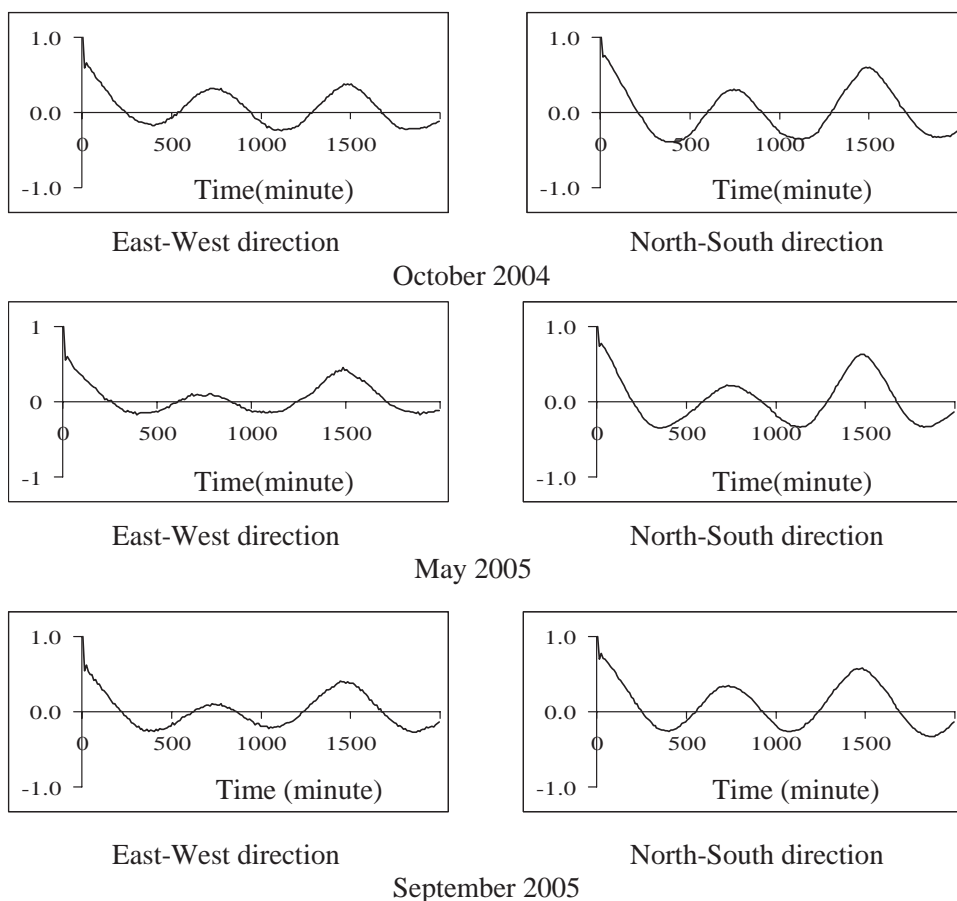 1.0
0.0
-1.0
0 500 1000 1500
Time(minute)
East-West direction
1.0
0.0
-1.0
0 500 1000 1500
Time(minute)
North-South direction
October 2004
1
0
-1
0 500 1000 1500
Time(minute)
East-West direction
1.0
0.0
-1.0
0 500 1000 1500
Time(minute)
North-South direction
May 2005
1.0
0.0
-1.0
0 500 1000 1500
Time (minute)
East-West direction
1.0
0.0
-1.0
0 500 1000 1500
Time (minute)
North-South direction
September 2005